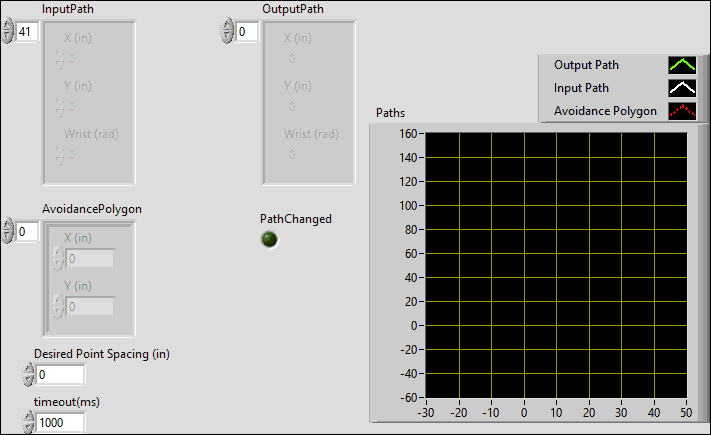 InputPath
41
X (in)
0
Y (in)
0
Wrist (rad)
0
OutputPath
0
X (in)
0
Y (in)
0
Wrist (rad)
0
AvoidancePolygon
0
X (in)
0
Y (in)
0
PathChanged
Desired Point Spacing (in)
0
timeout(ms)
1000
Output Path
Input Path
Avoidance Polygon
Paths
160
140
120
100
80
60
40
20
0
-20
-40
-60
-30 -20 -10 0 10 20 30 40 50